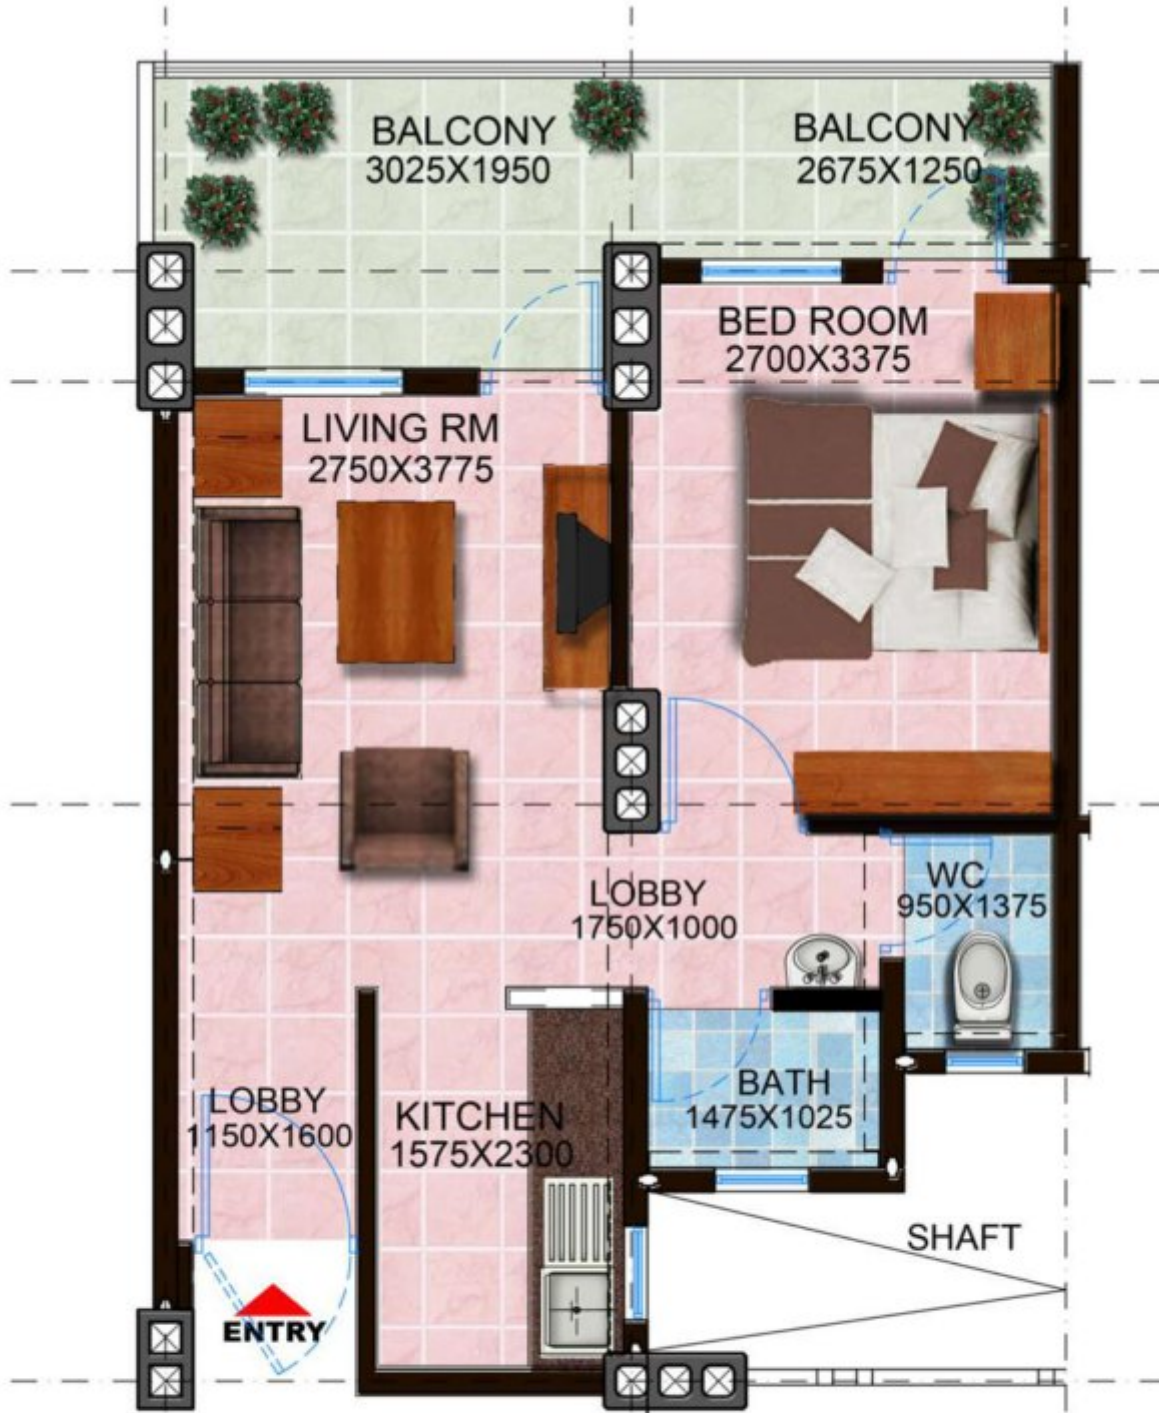 BALCONY
3025X1950
BALCONY
2675X1250
BED ROOM
2700X3375
LIVING RM
2750X3775
LOBBY
1750X1000
WC
950X1375
LOBBY
1150X1600
KITCHEN
1575X2300
BATH
1475X1025
SHAFT
ENTRY